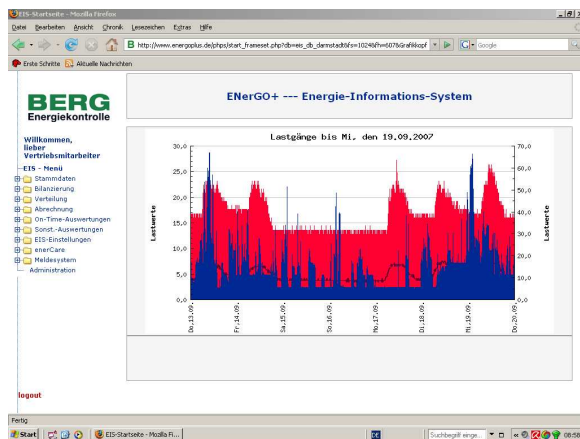 EIS-Startseite - Mozilla Firefox
Datei Bearbeiten Ansicht Chronik Lesezeichen Extras Hilfe
http://www.energoplus.de/phps/start_frameset.php?db=eis_db_darmstadt&fs=1024&fh=607&Grafikkopf
Google
Erste Schritte Aktuelle Nachrichten
BERG
Energiekontrolle
ENerGO+ --- Energie-Informations-System
Willkommen,
lieber
Vertriebsmitarbeiter
EIS - Menü
Stammdaten
Bilanzierung
Verteilung
Abrechnung
On-Time-Auswertungen
Sonst.-Auswertungen
EIS-Einstellungen
enerCare
Meldesystem
Administration
Lastgänge bis Mi, den 19.09.2007
30,0
25,0
20,0
15,0
10,0
5,0
0,0
Lastwerte
70,0
60,0
50,0
40,0
30,0
20,0
10,0
0,0
Lastwerte
Do,13.09.
Fr,14.09.
Sa,15.09.
So,16.09.
Mo,17.09.
Di,18.09.
Mi,19.09.
Do,20.09.
logout
Fertig
Start
EIS-Startseite - Mozilla Fi...
DE
Suchbegriff einge...
08:58